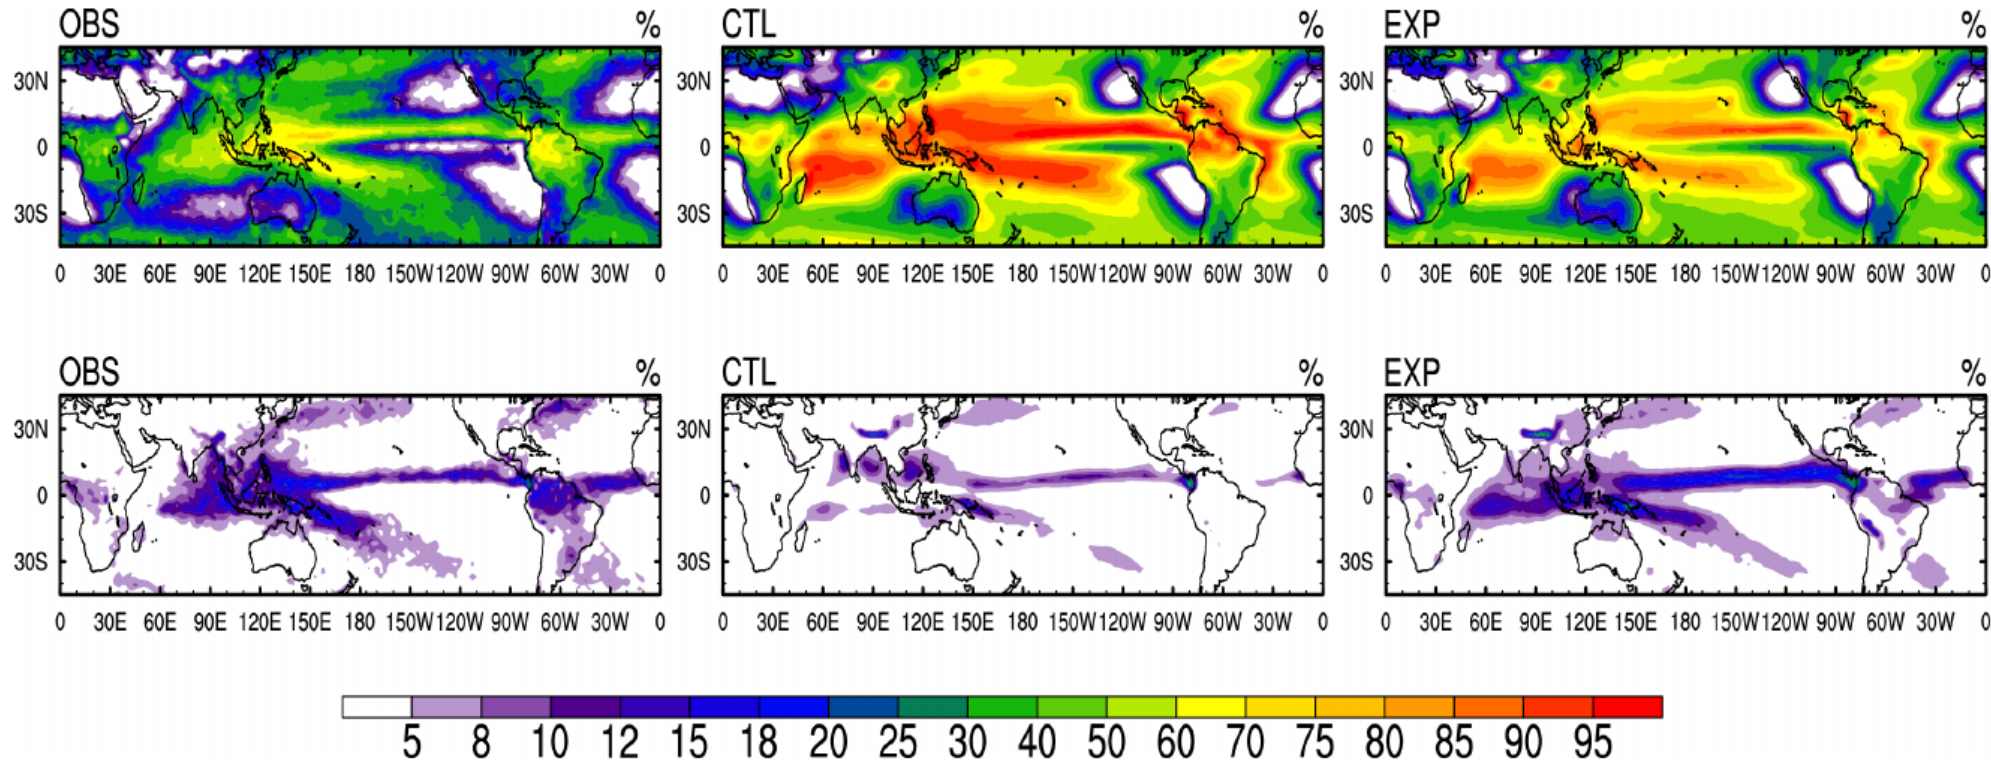 OBS % CTL % EXP %
30N 30N 30N
0 0 0
30S 30S 30S
0 30E 60E 90E 120E 150E 180 150W 120W 90W 60W 30W 0 0 30E 60E 90E 120E 150E 180 150W 120W 90W 60W 30W 0 0 30E 60E 90E 120E 150E 180 150W 120W 90W 60W 30W 0
OBS % CTL % EXP %
30N 30N 30N
0 0 0
30S 30S 30S
0 30E 60E 90E 120E 150E 180 150W 120W 90W 60W 30W 0 0 30E 60E 90E 120E 150E 180 150W 120W 90W 60W 30W 0 0 30E 60E 90E 120E 150E 180 150W 120W 90W 60W 30W 0
5 8 10 12 15 18 20 25 30 40 50 60 70 75 80 85 90 95